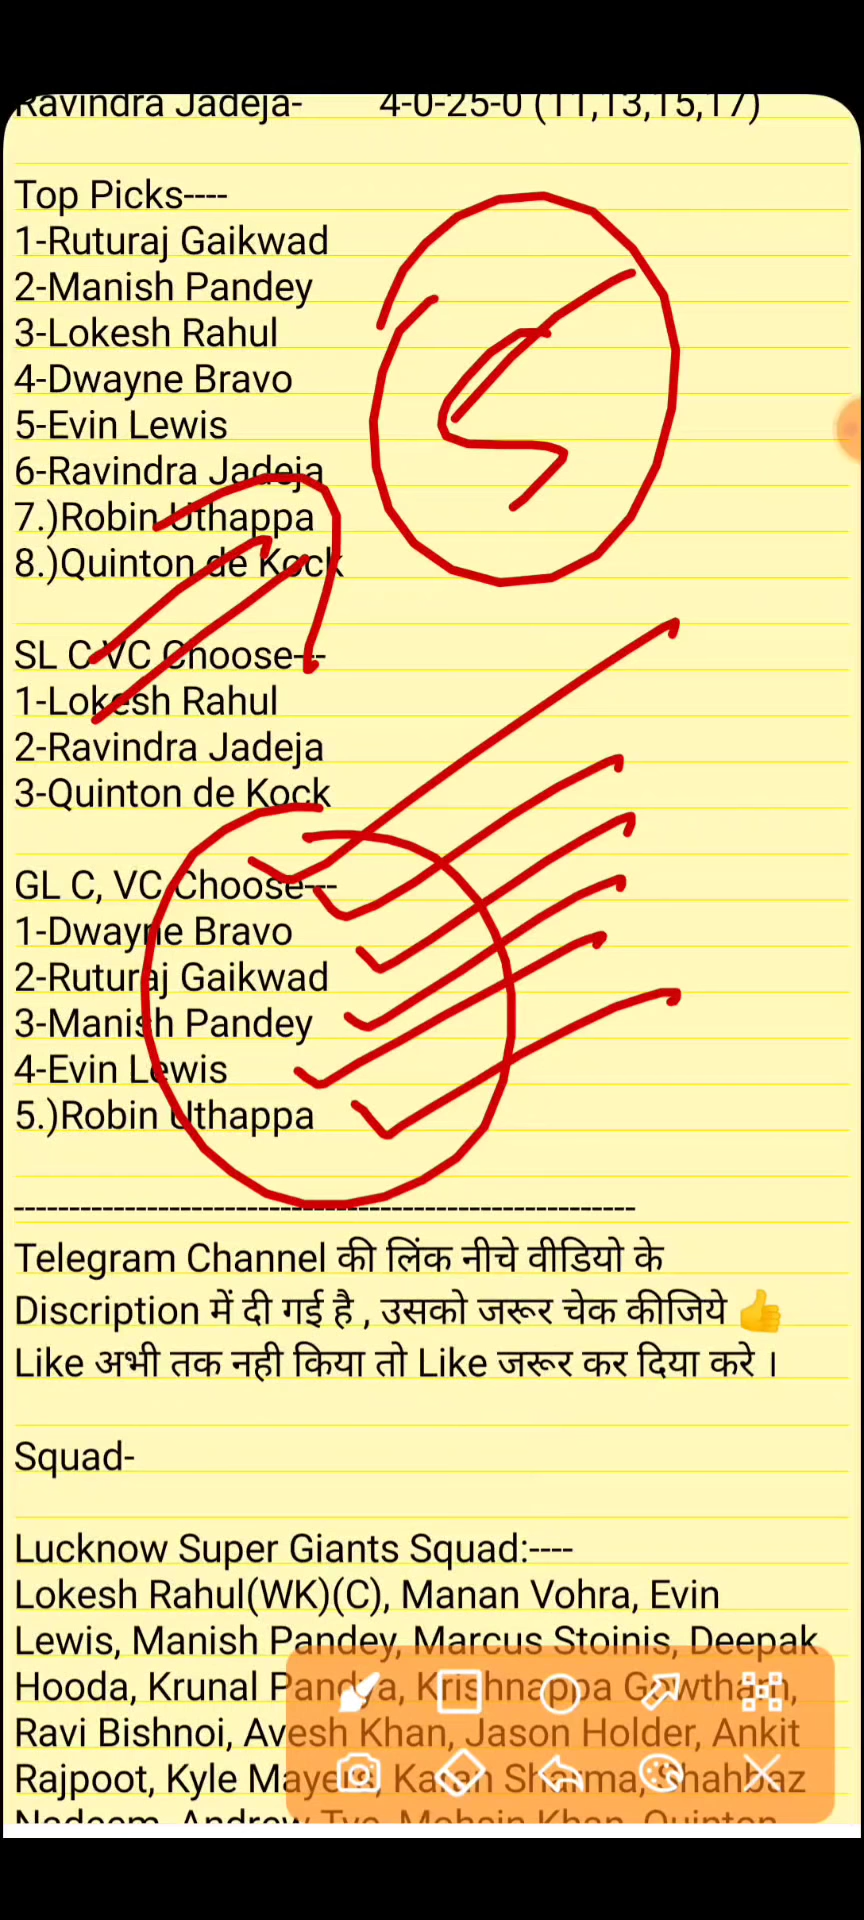 Ravindra Jadeja- 4-0-25-0 (11,13,15,17)
Top Picks----
1-Ruturaj Gaikwad
2-Manish Pandey
3-Lokesh Rahul
4-Dwayne Bravo
5-Evin Lewis
6-Ravindra Jadeja
7.)Robin Uthappa
8.)Quinton de Kock
SL C VC Choose---
1-Lokesh Rahul
2-Ravindra Jadeja
3-Quinton de Kock
GL C, VC Choose---
1-Dwayne Bravo
2-Ruturaj Gaikwad
3-Manish Pandey
4-Evin Lewis
5.)Robin Uthappa
---------------------------------------------------------
Telegram Channel की लिंक नीचे वीडियो के
Discription में दी गई है , उसको जरूर चेक कीजिये 👍
Like अभी तक नही किया तो Like जरूर कर दिया करे ।
Squad-
Lucknow Super Giants Squad:----
Lokesh Rahul(WK)(C), Manan Vohra, Evin
Lewis, Manish Pandey, Marcus Stoinis, Deepak
Hooda, Krunal Pandya, Krishnappa Gowtham,
Ravi Bishnoi, Avesh Khan, Jason Holder, Ankit
Rajpoot, Kyle Mayers, Karan Sharma, Shahbaz
Nadeem, Andrew Tye, Mohsin Khan, Quinton